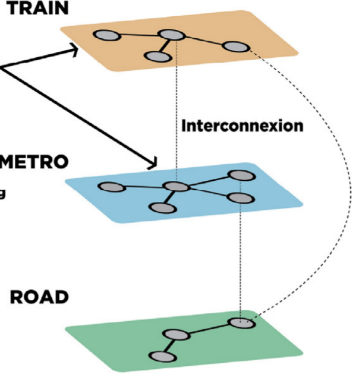 TRAIN
Interconnexion
METRO
g
ROAD